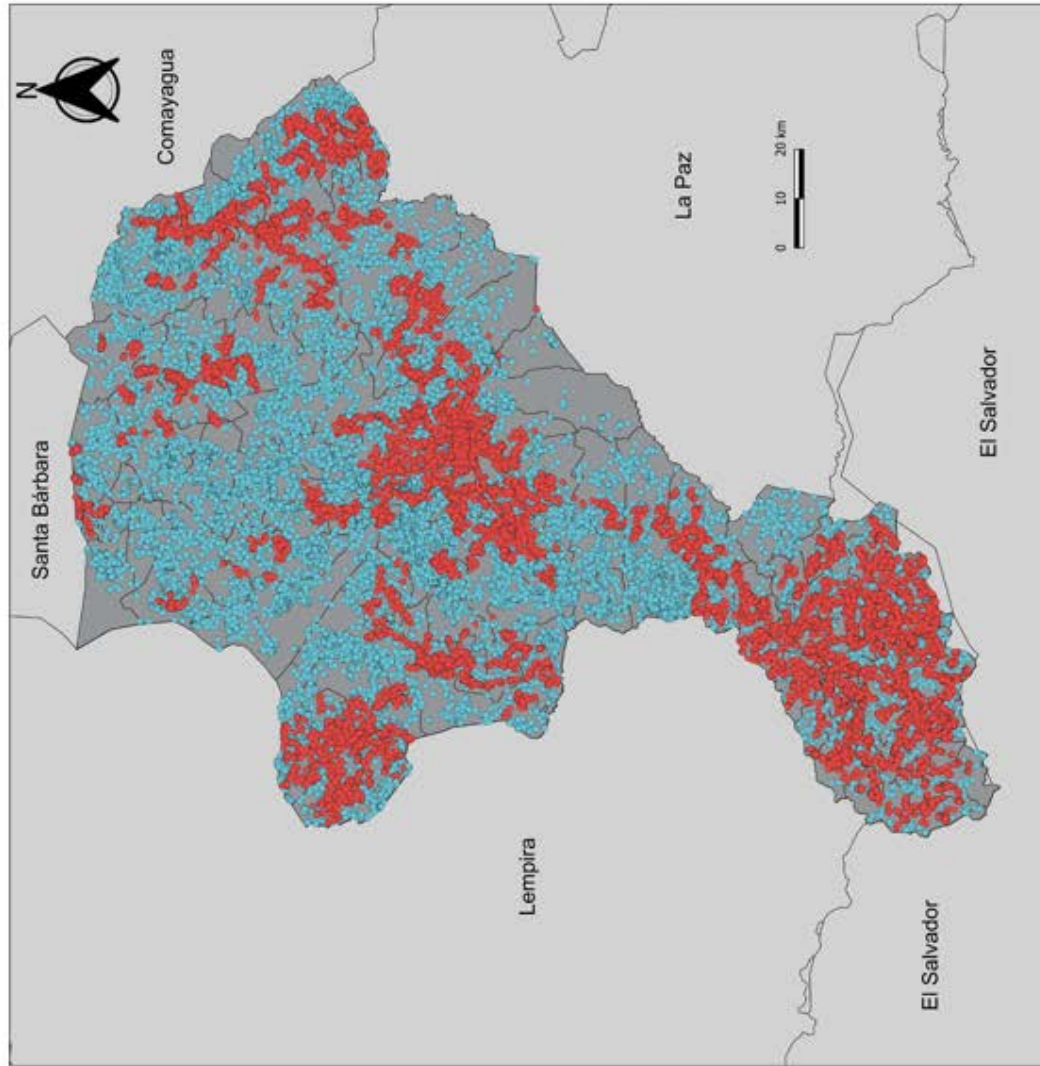 N
Santa Bárbara
Comayagua
La Paz
0 10 20 km
Lempira
El Salvador
El Salvador